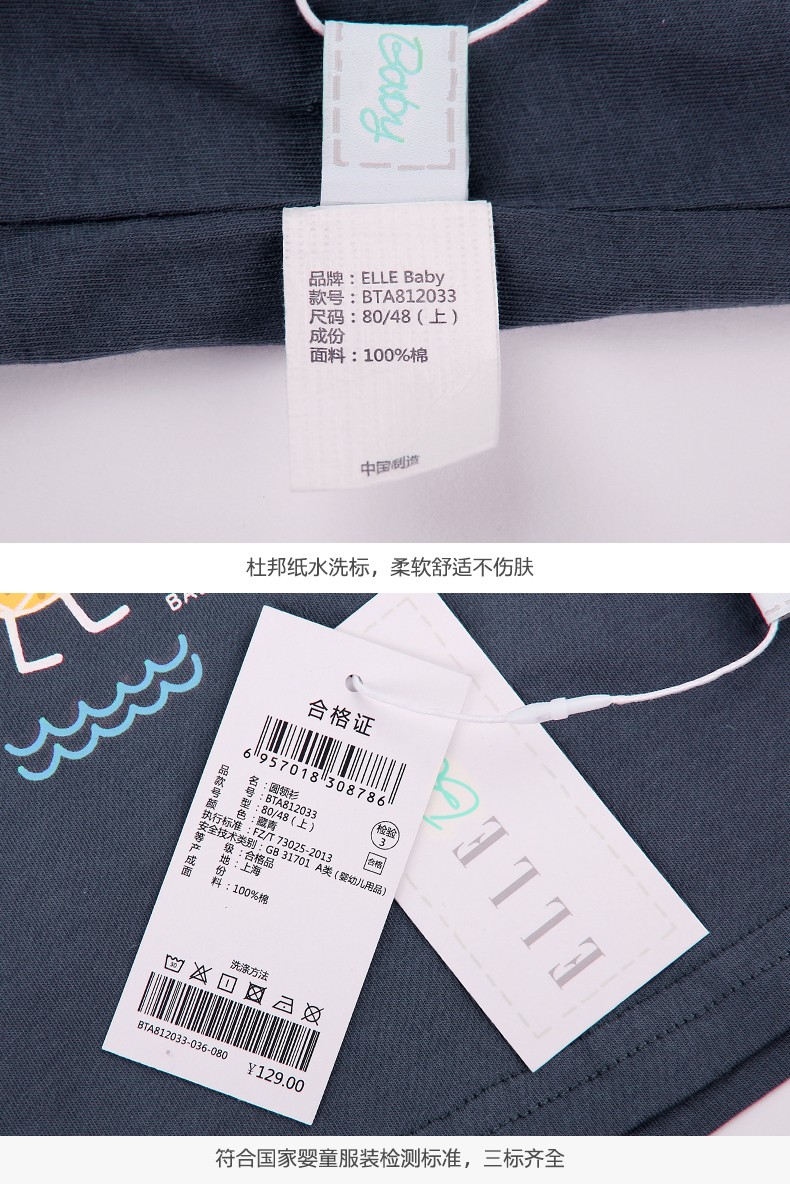 Baby
品牌：ELLE Baby
款号：BTA812033
尺码：80/48（上）
成份
面料：100%棉
中国制造
杜邦纸水洗标，柔软舒适不伤肤
BA
合格证
6 957018 308786
品 名：圆领衫
款 号：BTA812033
号 型：80/48（上）
颜 色：藏青
执行标准：FZ/T 73025-2013
安全技术类别：GB 31701 A类（婴幼儿用品）
等 级：合格品
产 地：上海
成 份
面 料：100%棉
检验
3
合格
洗涤方法
BTA812033-036-080
￥129.00
ELLE
符合国家婴童服装检测标准，三标齐全